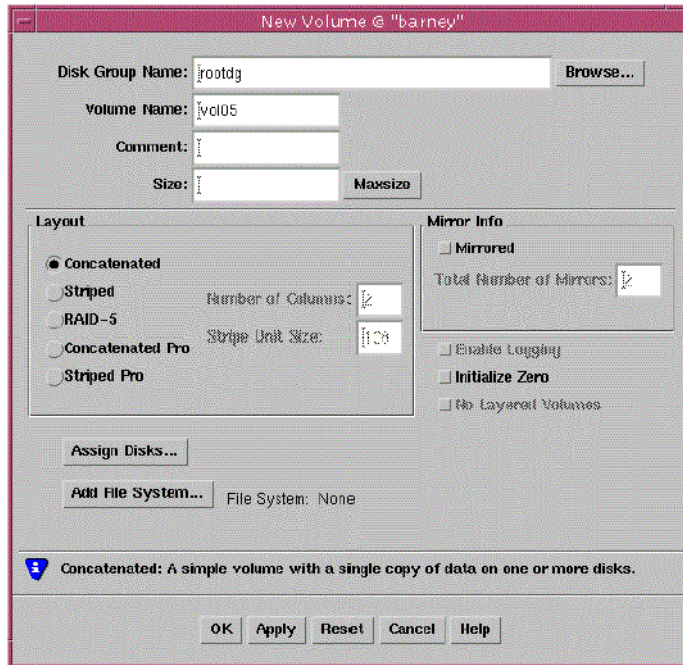 New Volume @ "barney"
Disk Group Name: rootdg Browse...
Volume Name: vol05
Comment:
Size: Maxsize
Layout
Concatenated
Striped
RAID-5
Concatenated Pro
Striped Pro
Number of Columns: 2
Stripe Unit Size: 128
Mirror Info
Mirrored
Total Number of Mirrors: 2
Enable Logging
Initialize Zero
No Layered Volumes
Assign Disks...
Add File System... File System: None
Concatenated: A simple volume with a single copy of data on one or more disks.
OK Apply Reset Cancel Help